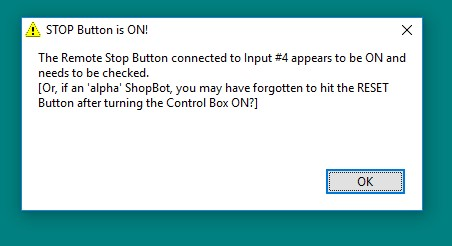 STOP Button is ON!
The Remote Stop Button connected to Input #4 appears to be ON and
needs to be checked.
[Or, if an 'alpha' ShopBot, you may have forgotten to hit the RESET
Button after turning the Control Box ON?]
OK